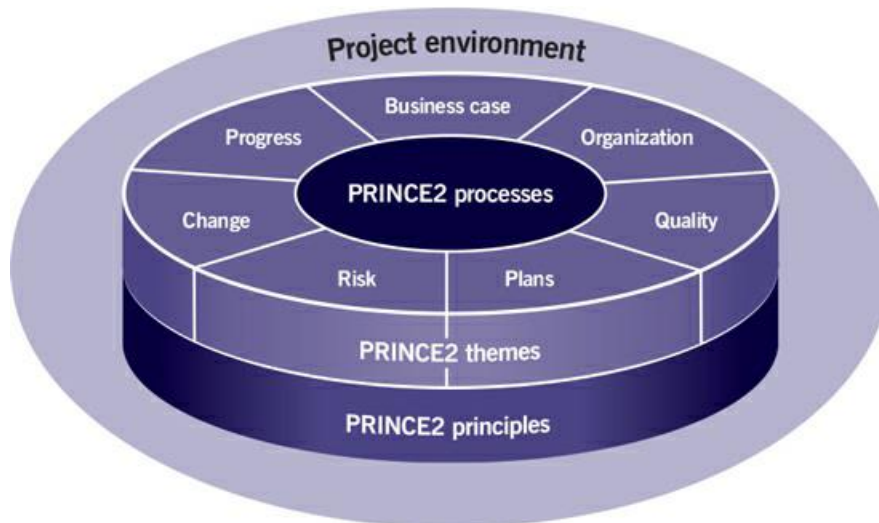 Project environment
Business case
Progress
Organization
PRINCE2 processes
Change
Quality
Risk
Plans
PRINCE2 themes
PRINCE2 principles